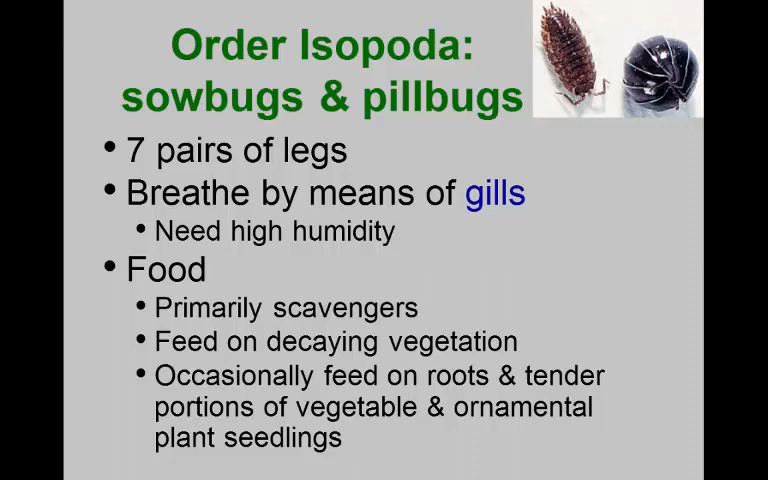 Order Isopoda:
sowbugs & pillbugs
• 7 pairs of legs
• Breathe by means of gills
• Need high humidity
• Food
• Primarily scavengers
• Feed on decaying vegetation
• Occasionally feed on roots & tender
portions of vegetable & ornamental
plant seedlings